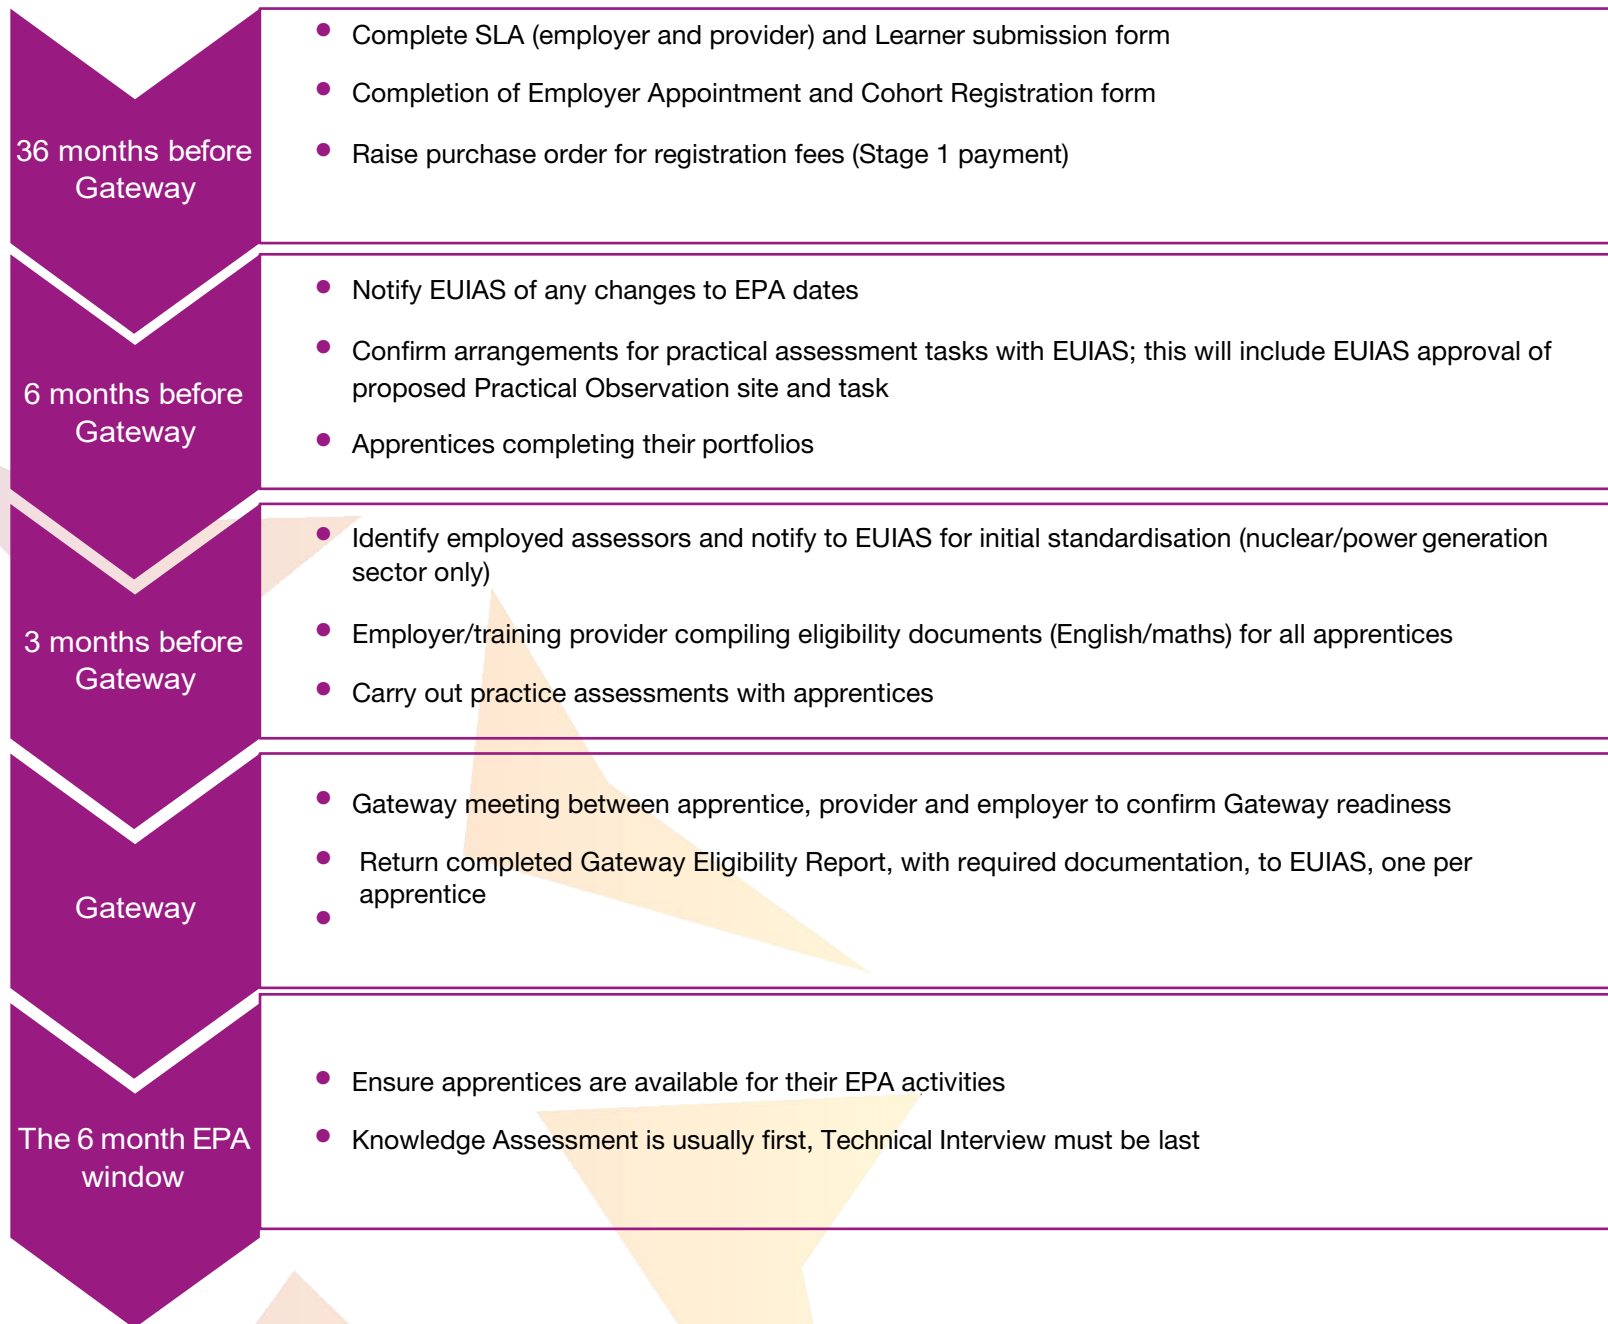 36 months before
Gateway
• Complete SLA (employer and provider) and Learner submission form
• Completion of Employer Appointment and Cohort Registration form
• Raise purchase order for registration fees (Stage 1 payment)
6 months before
Gateway
• Notify EUIAS of any changes to EPA dates
• Confirm arrangements for practical assessment tasks with EUIAS; this will include EUIAS approval of
proposed Practical Observation site and task
• Apprentices completing their portfolios
3 months before
Gateway
• Identify employed assessors and notify to EUIAS for initial standardisation (nuclear/power generation
sector only)
• Employer/training provider compiling eligibility documents (English/maths) for all apprentices
• Carry out practice assessments with apprentices
Gateway
• Gateway meeting between apprentice, provider and employer to confirm Gateway readiness
• Return completed Gateway Eligibility Report, with required documentation, to EUIAS, one per
apprentice
•
The 6 month EPA
window
• Ensure apprentices are available for their EPA activities
• Knowledge Assessment is usually first, Technical Interview must be last